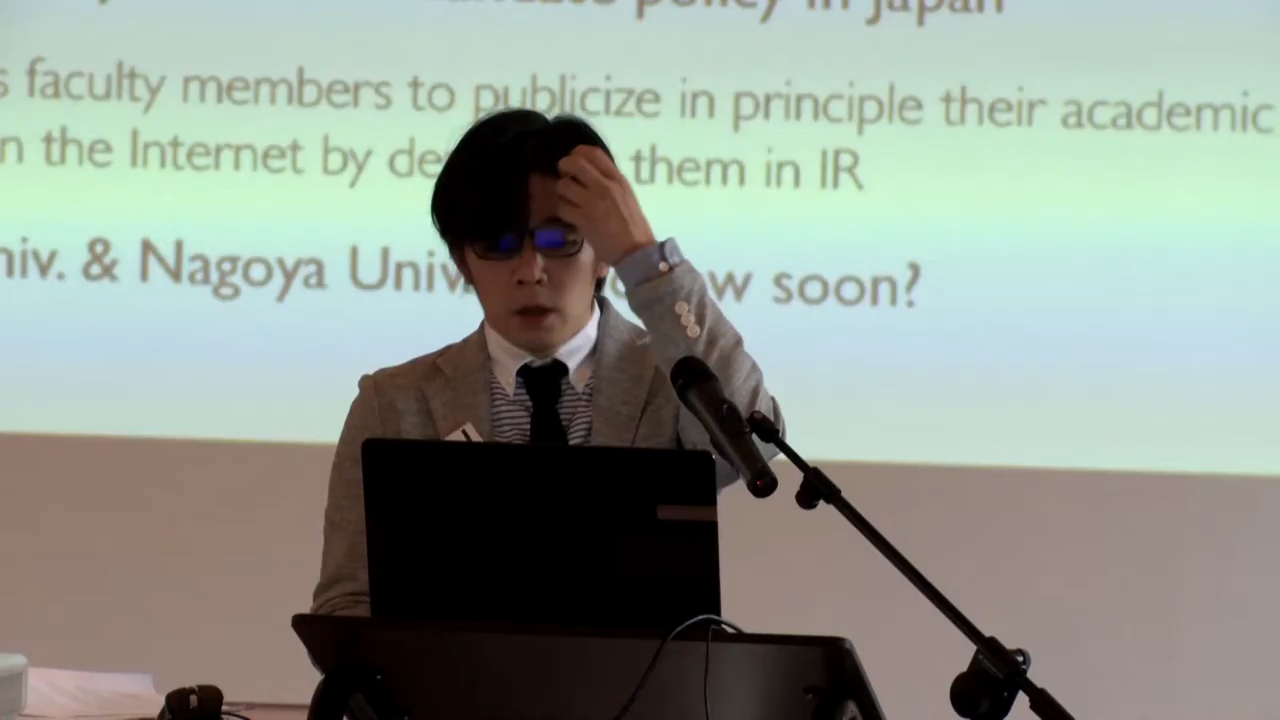 policy in Japan
s faculty members to publicize in principle their academic
n the Internet by de them in IR
niv. & Nagoya Univ w soon?